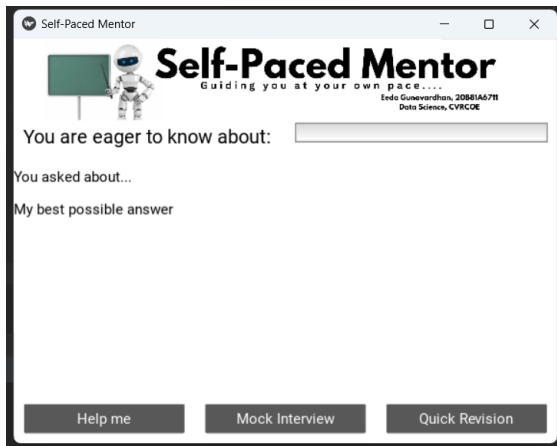 Self-Paced Mentor
Self-Paced Mentor
Guiding you at your own pace....
Eeda Gunavardhan, 20B81A6711
Data Science, CVRCOE
You are eager to know about:
You asked about...
My best possible answer
Help me
Mock Interview
Quick Revision